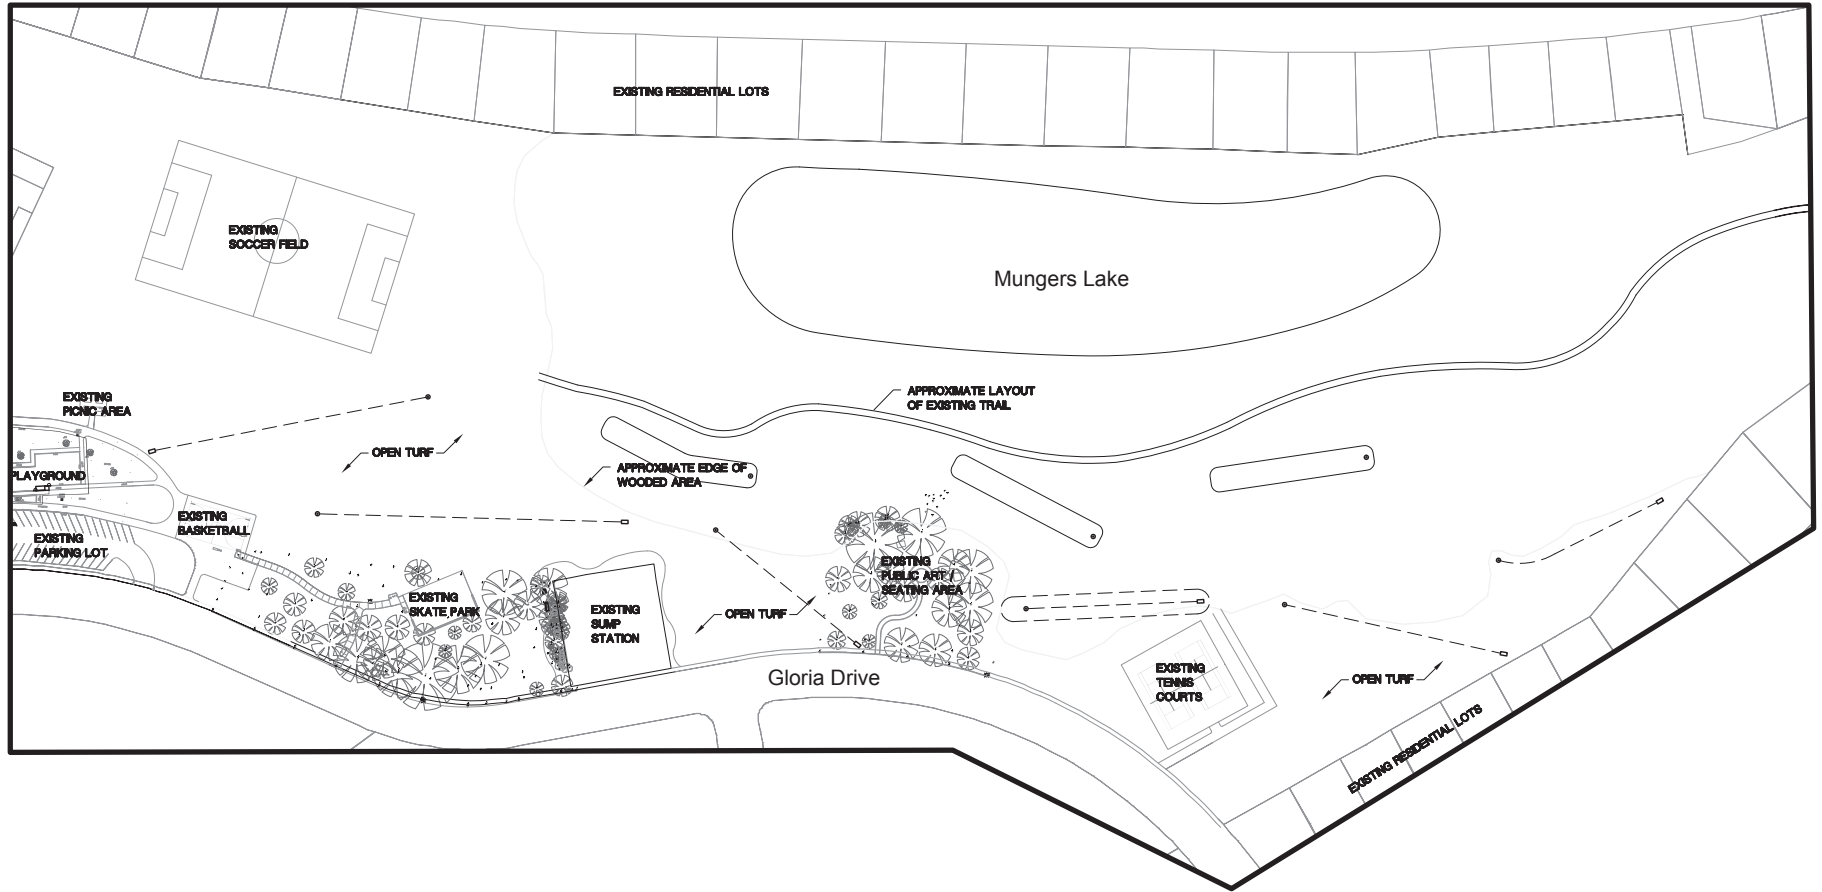 EXISTING RESIDENTIAL LOTS
EXISTING
SOCCER FIELD
Mungers Lake
EXISTING
PICNIC AREA
APPROXIMATE LAYOUT
OF EXISTING TRAIL
OPEN TURF
APPROXIMATE EDGE OF
WOODED AREA
PLAYGROUND
EXISTING
BASKETBALL
EXISTING
PARKING LOT
EXISTING
PUBLIC ART /
SEATING AREA
EXISTING
SKATE PARK
EXISTING
SUMP
STATION
OPEN TURF
Gloria Drive
EXISTING
TENNIS
COURTS
OPEN TURF
EXISTING RESIDENTIAL LOTS